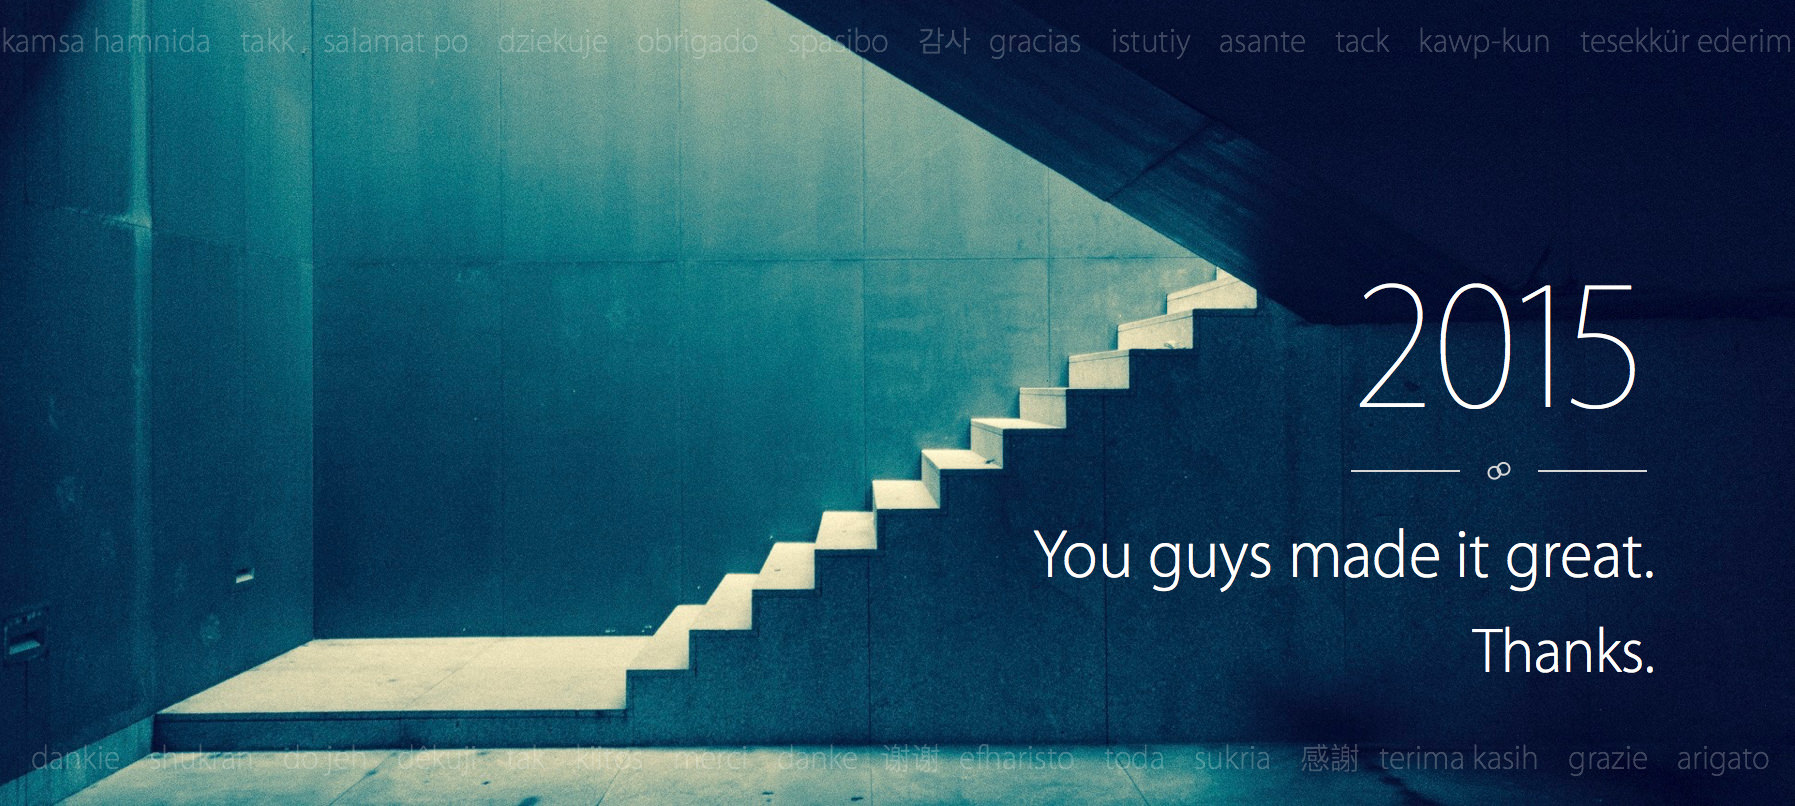 kamsa hamnida takk salamat po dziekuje obrigado spasibo 감사 gracias istutiy asante tack kawp-kun tesekkür ederim
2015
You guys made it great.
Thanks.
dankie shukran do jeh dêkuji tak kiitos merci danke 谢谢 efharisto toda sukria 感謝 terima kasih grazie arigato